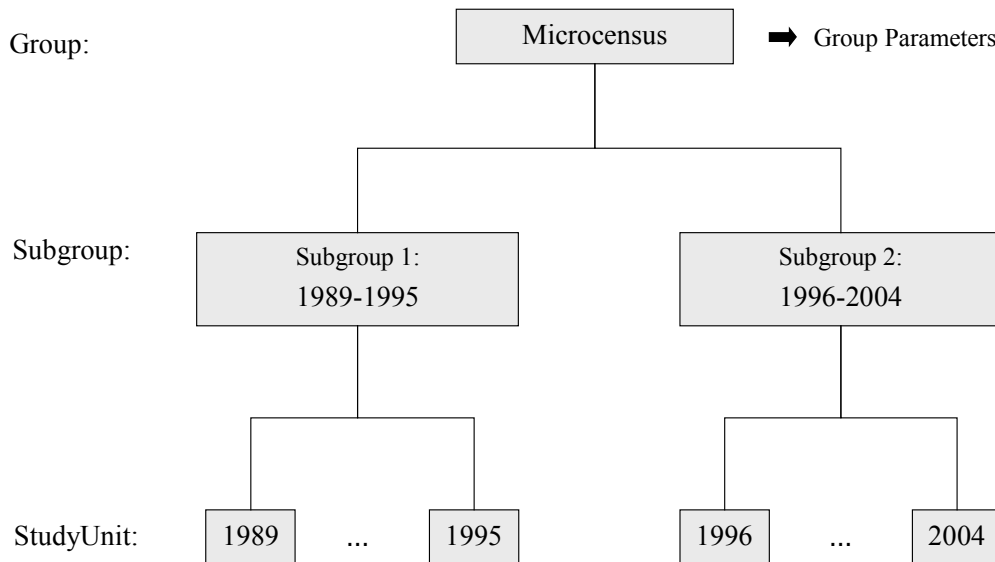 Group:
Microcensus
➡ Group Parameters
Subgroup:
Subgroup 1:
1989-1995
Subgroup 2:
1996-2004
StudyUnit:
1989
...
1995
1996
...
2004